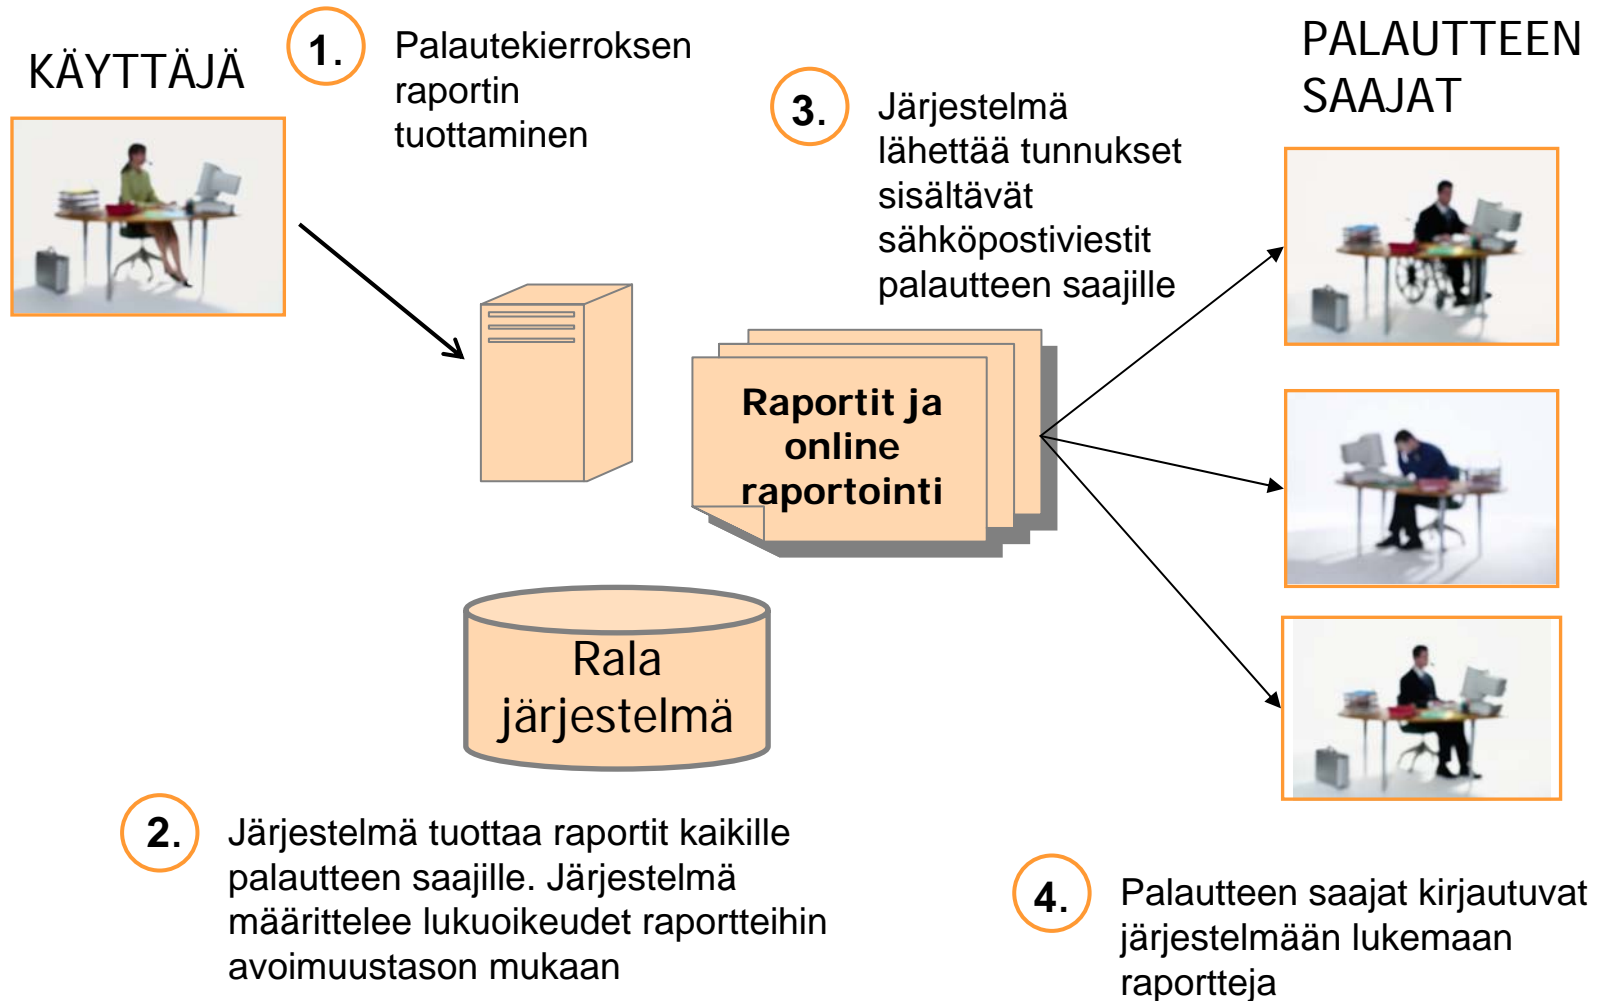 KÄYTTÄJÄ
1.
Palautekierroksen
raportin
tuottaminen
3.
Järjestelmä
lähettää tunnukset
sisältävät
sähköpostiviestit
palautteen saajille
PALAUTTEEN
SAAJAT
Raportit ja
online
raportointi
Rala
järjestelmä
2.
Järjestelmä tuottaa raportit kaikille
palautteen saajille. Järjestelmä
määrittelee lukuoikeudet raportteihin
avoimuustason mukaan
4.
Palautteen saajat kirjautuvat
järjestelmään lukemaan
raportteja